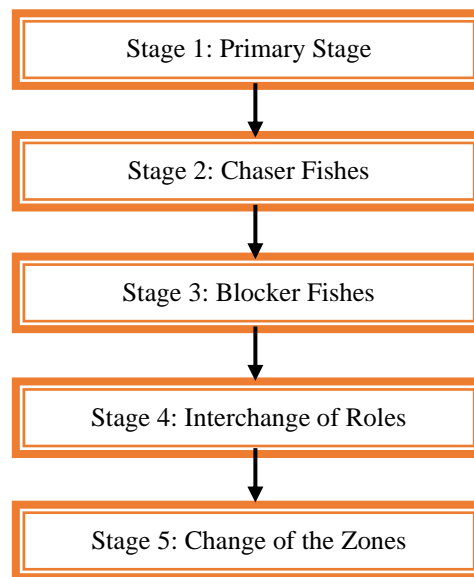 Stage 1: Primary Stage
Stage 2: Chaser Fishes
Stage 3: Blocker Fishes
Stage 4: Interchange of Roles
Stage 5: Change of the Zones